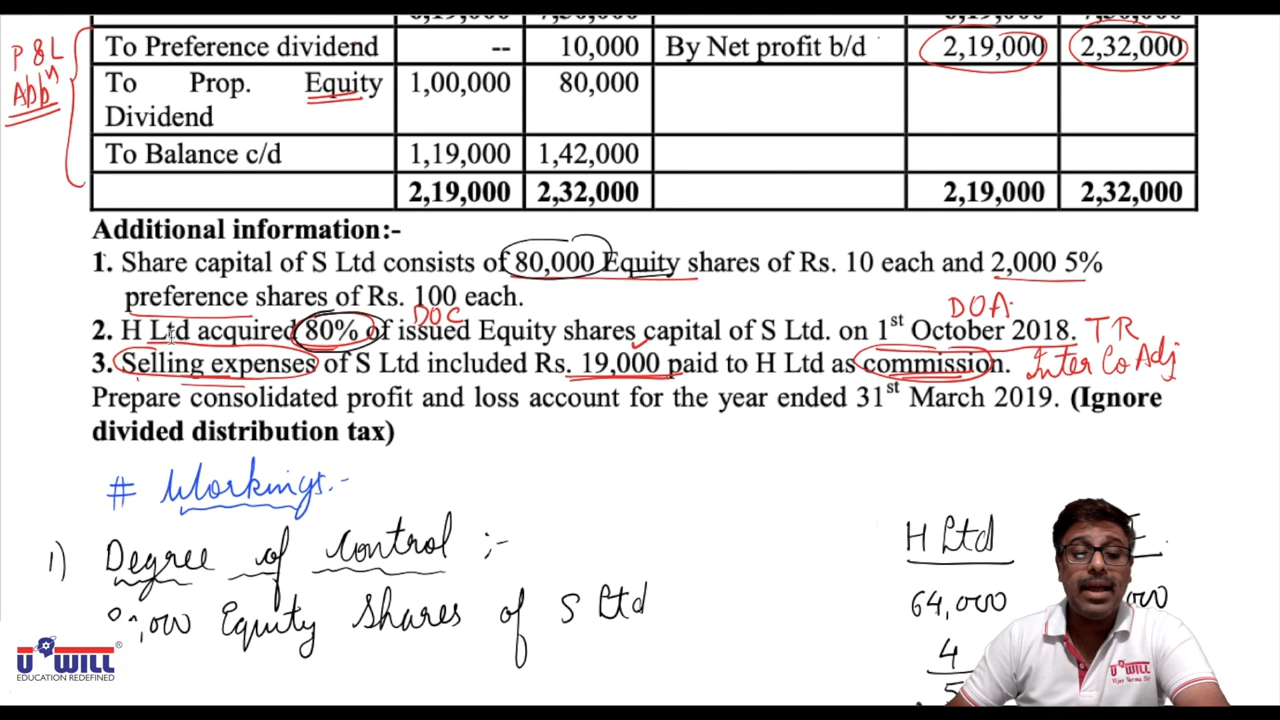 To Preference dividend -- 10,000 By Net profit b/d 2,19,000 2,32,000
To Prop. Equity Dividend 1,00,000 80,000
To Balance c/d 1,19,000 1,42,000
2,19,000 2,32,000 2,19,000 2,32,000
P & L
Appⁿ
Additional information:-
1. Share capital of S Ltd consists of 80,000 Equity shares of Rs. 10 each and 2,000 5%
preference shares of Rs. 100 each.
DOC
DOA
2. H Ltd acquired 80% of issued Equity shares capital of S Ltd. on 1st October 2018. TR
3. Selling expenses of S Ltd included Rs. 19,000 paid to H Ltd as commission. Inter Co Adj
Prepare consolidated profit and loss account for the year ended 31st March 2019. (Ignore
divided distribution tax)
# Workings:-
1) Degree of Control :-
H Ltd
Equity Shares of S Ltd
64,000
4
5
U WILL ®
EDUCATION REDEFINED
U WILL
Vijay Verma Sir